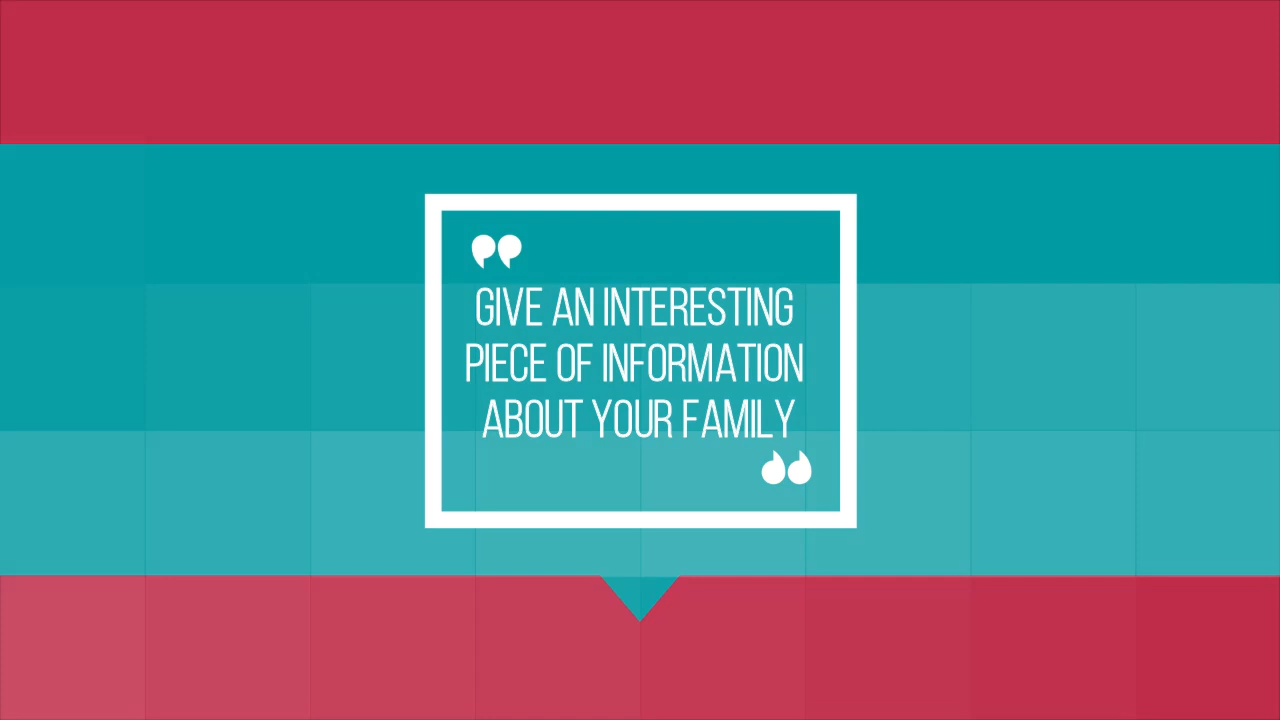 ❜❜
GIVE AN INTERESTING
PIECE OF INFORMATION
ABOUT YOUR FAMILY
❛❛